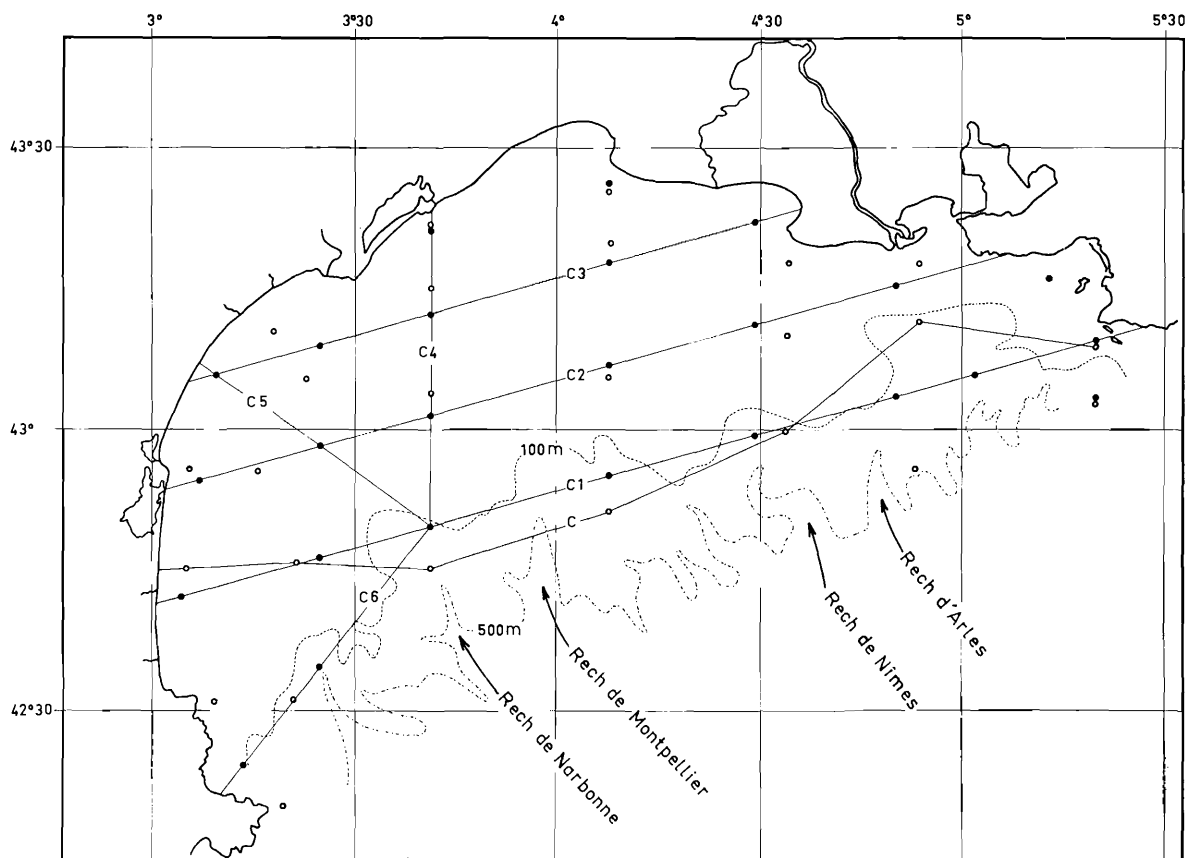 3° 3°30 4° 4°30 5° 5°30
43°30
C3
C4
C2
C5
43°
100m
C1
C
C6
500m
Rech d'Arles
Rech de Nimes
Rech de Montpellier
Rech de Narbonne
42°30